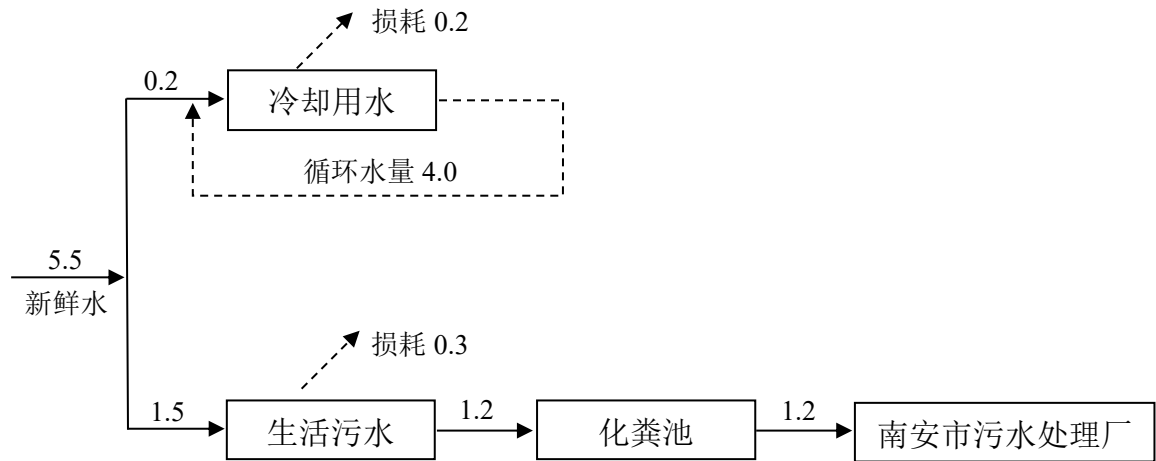 损耗 0.2
0.2
冷却用水
循环水量 4.0
5.5
新鲜水
损耗 0.3
1.5
生活污水
1.2
化粪池
1.2
南安市污水处理厂